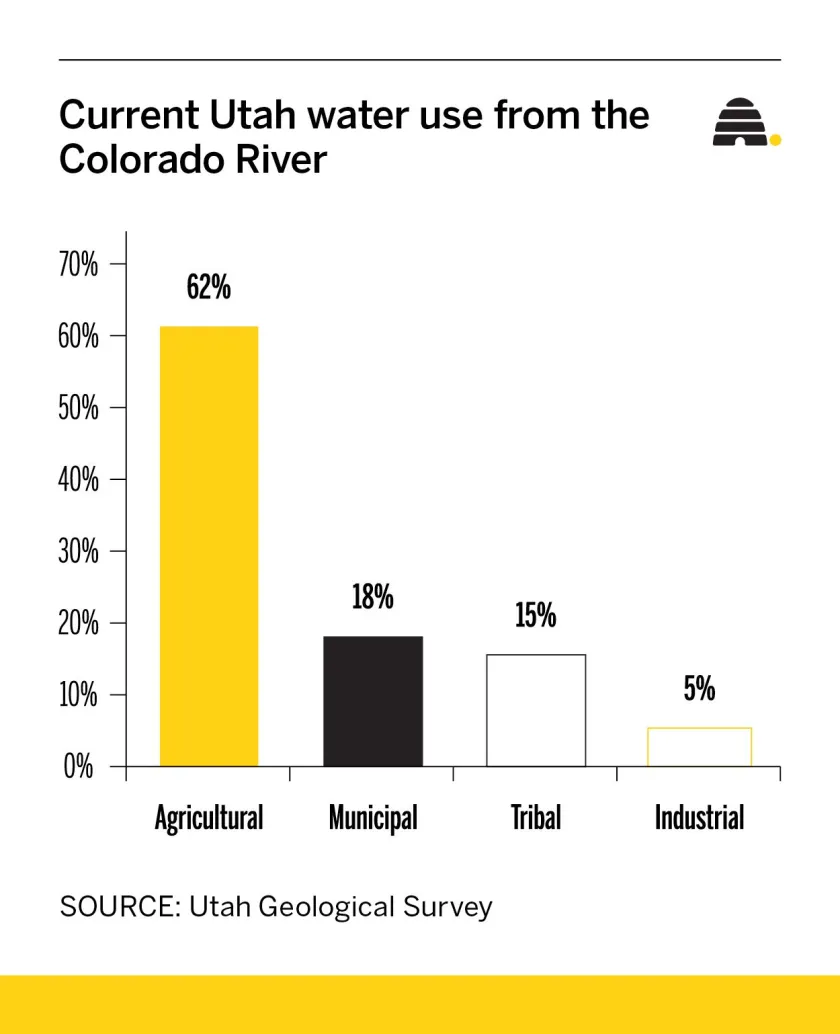 Current Utah water use from the
Colorado River
70%
60%
50%
40%
30%
20%
10%
0%
62%
18%
15%
5%
Agricultural
Municipal
Tribal
Industrial
SOURCE: Utah Geological Survey